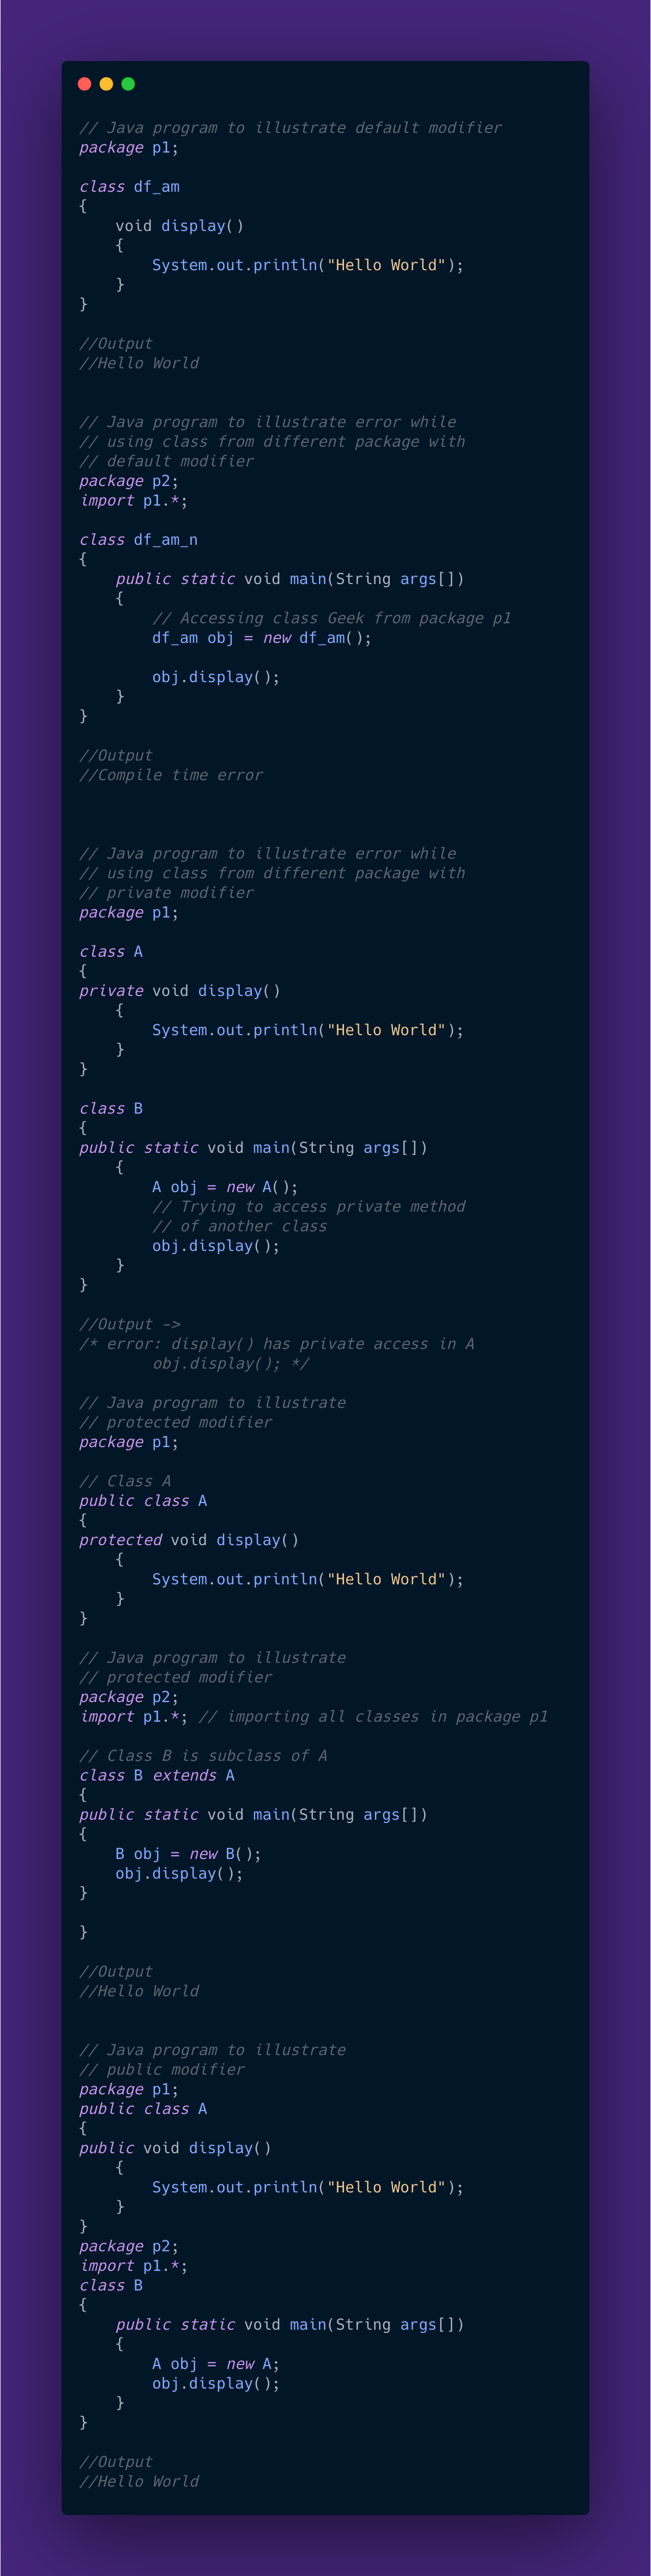 // Java program to illustrate default modifier
package p1;

class df_am
{
    void display()
    {
        System.out.println("Hello World");
    }
}

//Output
//Hello World


// Java program to illustrate error while
// using class from different package with
// default modifier
package p2;
import p1.*;

class df_am_n
{
    public static void main(String args[])
    {
        // Accessing class Geek from package p1
        df_am obj = new df_am();

        obj.display();
    }
}

//Output
//Compile time error



// Java program to illustrate error while
// using class from different package with
// private modifier
package p1;

class A
{
private void display()
    {
        System.out.println("Hello World");
    }
}

class B
{
public static void main(String args[])
    {
        A obj = new A();
        // Trying to access private method
        // of another class
        obj.display();
    }
}

//Output ->
/* error: display() has private access in A
        obj.display(); */

// Java program to illustrate
// protected modifier
package p1;

// Class A
public class A
{
protected void display()
    {
        System.out.println("Hello World");
    }
}

// Java program to illustrate
// protected modifier
package p2;
import p1.*; // importing all classes in package p1

// Class B is subclass of A
class B extends A
{
public static void main(String args[])
{
    B obj = new B();
    obj.display();
}

}

//Output
//Hello World


// Java program to illustrate
// public modifier
package p1;
public class A
{
public void display()
    {
        System.out.println("Hello World");
    }
}
package p2;
import p1.*;
class B
{
    public static void main(String args[])
    {
        A obj = new A;
        obj.display();
    }
}

//Output
//Hello World